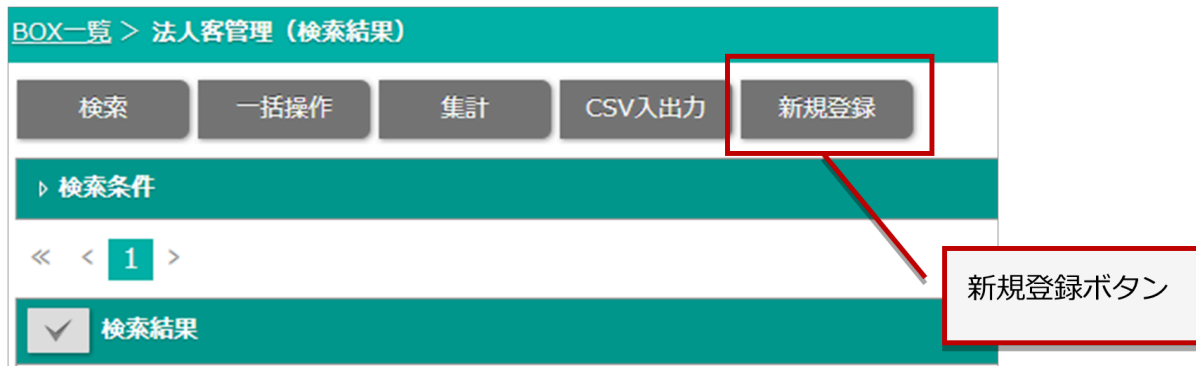 BOX一覧 > 法人客管理（検索結果）
検索 一括操作 集計 CSV入出力 新規登録
▷ 検索条件
≪ < 1 >
新規登録ボタン
検索結果